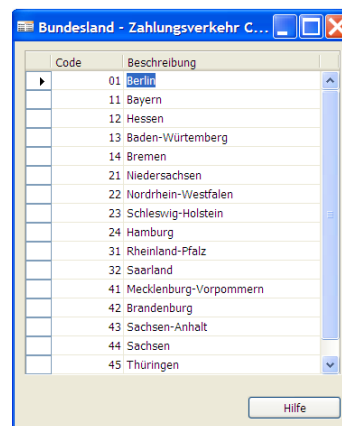 Bundesland - Zahlungsverkehr C...
Code Beschreibung
01 Berlin
11 Bayern
12 Hessen
13 Baden-Würtemberg
14 Bremen
21 Niedersachsen
22 Nordrhein-Westfalen
23 Schleswig-Holstein
24 Hamburg
31 Rheinland-Pfalz
32 Saarland
41 Mecklenburg-Vorpommern
42 Brandenburg
43 Sachsen-Anhalt
44 Sachsen
45 Thüringen
Hilfe